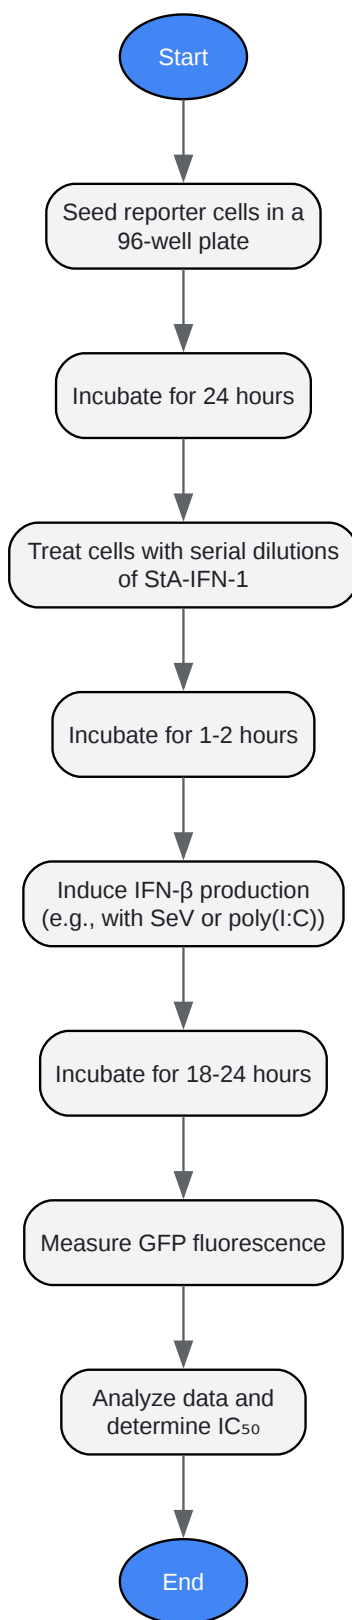 Start
Seed reporter cells in a
96-well plate
Incubate for 24 hours
Treat cells with serial dilutions
of StA-IFN-1
Incubate for 1-2 hours
Induce IFN-β production
(e.g., with SeV or poly(I:C))
Incubate for 18-24 hours
Measure GFP fluorescence
Analyze data and
determine IC₅₀
End